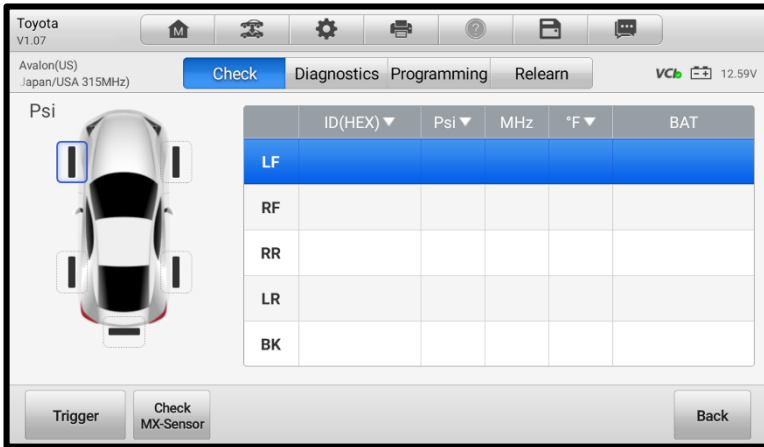 Toyota
V1.07
M
?
Avalon(US)
Japan/USA 315MHz)
Check
Diagnostics
Programming
Relearn
VCI
12.59V
Psi
ID(HEX)▼ Psi▼ MHz °F▼ BAT
LF
RF
RR
LR
BK
Trigger
Check
MX-Sensor
Back